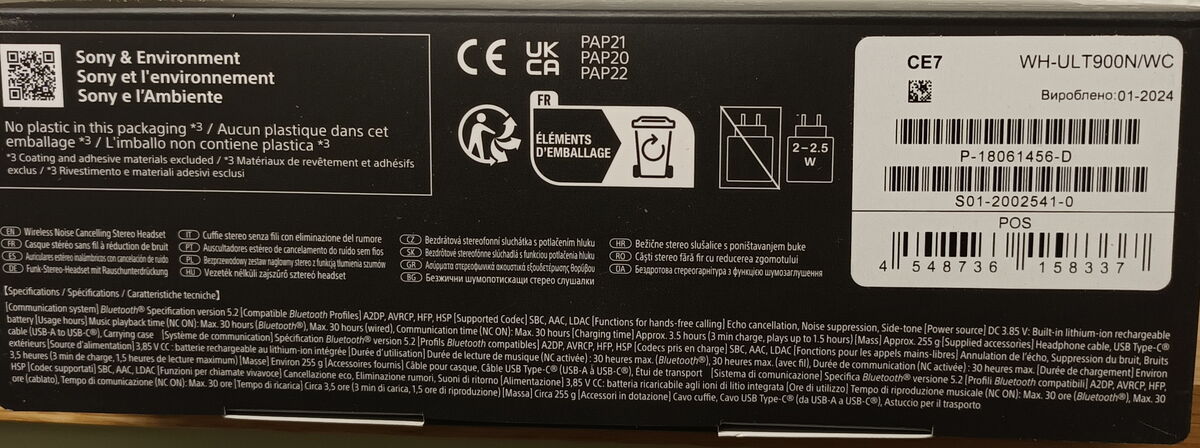 Sony & Environment
Sony et l'environnement
Sony e l'Ambiente
No plastic in this packaging *3 / Aucun plastique dans cet
emballage *3 / L'imballo non contiene plastica *3
*3 Coating and adhesive materials excluded / *3 Matériaux de revêtement et adhésifs
exclus / *3 Rivestimento e materiali adesivi esclusi
CE
UK
CA
PAP21
PAP20
PAP22
FR
ÉLÉMENTS
D'EMBALLAGE
2 – 2.5
W
CE7
WH-ULT900N/WC
Вироблено:01-2024
P-18061456-D
S01-2002541-0
POS
4 548736 158337
EN Wireless Noise Cancelling Stereo Headset
FR Casque stéréo sans fil à réduction de bruit
ES Auriculares estéreo inalámbricos con cancelación de ruido
DE Funk-Stereo-Headset mit Rauschunterdrückung
IT Cuffie stereo senza fili con eliminazione del rumore
PT Auscultadores estéreo de cancelamento do ruído sem fios
PL Bezprzewodowy zestaw nagłowny stereo z funkcją tłumienia szumów
HU Vezeték nélküli zajszűrő sztereó headset
CZ Bezdrátová stereofonní sluchátka s potlačením hluku
SK Bezdrôtové stereofónne slúchadlá s funkciou potlačenia hluku
GR Ασύρματα στερεοφωνικά ακουστικά εξουδετέρωσης θορύβου
BG Безжични шумопотискащи стерео слушалки
HR Bežične stereo slušalice s poništavanjem buke
RO Căşti stereo fără fir cu reducerea zgomotului
UA Бездротова стереогарнітура з функцією шумозаглушення
[Specifications / Spécifications / Caratteristiche tecniche]
[Communication system] Bluetooth® Specification version 5.2 [Compatible Bluetooth Profiles] A2DP, AVRCP, HFP, HSP [Supported Codec] SBC, AAC, LDAC [Functions for hands-free calling] Echo cancellation, Noise suppression, Side-tone [Power source] DC 3.85 V: Built-in lithium-ion rechargeable
battery [Usage hours] Music playback time (NC ON): Max. 30 hours (Bluetooth®), Max. 30 hours (wired), Communication time (NC ON): Max. 30 hours [Charging time] Approx. 3.5 hours (3 min charge, plays up to 1.5 hours) [Mass] Approx. 255 g [Supplied accessories] Headphone cable, USB Type-C®
cable (USB-A to USB-C®), Carrying case [Système de communication] Spécification Bluetooth® version 5.2 [Profils Bluetooth compatibles] A2DP, AVRCP, HFP, HSP [Codecs pris en charge] SBC, AAC, LDAC [Fonctions pour les appels mains-libres] Annulation de l'écho, Suppression du bruit, Bruits
extérieurs [Source d'alimentation] 3,85 V CC : batterie rechargeable au lithium-ion intégrée [Durée d'utilisation] Durée de lecture de musique (NC activée) : 30 heures max. (Bluetooth®), 30 heures max. (avec fil), Durée de communication (NC activée) : 30 heures max. [Durée de chargement] Environ
3,5 heures (3 min de charge, 1,5 heures de lecture maximum) [Masse] Environ 255 g [Accessoires fournis] Câble pour casque, Câble USB Type-C® (USB-A à USB-C®), Étui de transport [Sistema di comunicazione] Specifica Bluetooth® versione 5.2 [Profili Bluetooth compatibili] A2DP, AVRCP, HFP,
HSP [Codec supportati] SBC, AAC, LDAC [Funzioni per chiamate vivavoce] Cancellazione eco, Eliminazione rumori, Suoni di ritorno [Alimentazione] 3,85 V CC: batteria ricaricabile agli ioni di litio integrata [Ore di utilizzo] Tempo di riproduzione musicale (NC ON): Max. 30 ore (Bluetooth®), Max. 30
ore (cablato), Tempo di comunicazione (NC ON): Max. 30 ore [Tempo di ricarica] Circa 3,5 ore (3 min di carica, 1,5 ore di riproduzione) [Massa] Circa 255 g [Accessori in dotazione] Cavo cuffie, Cavo USB Type-C® (da USB-A a USB-C®), Astuccio per il trasporto